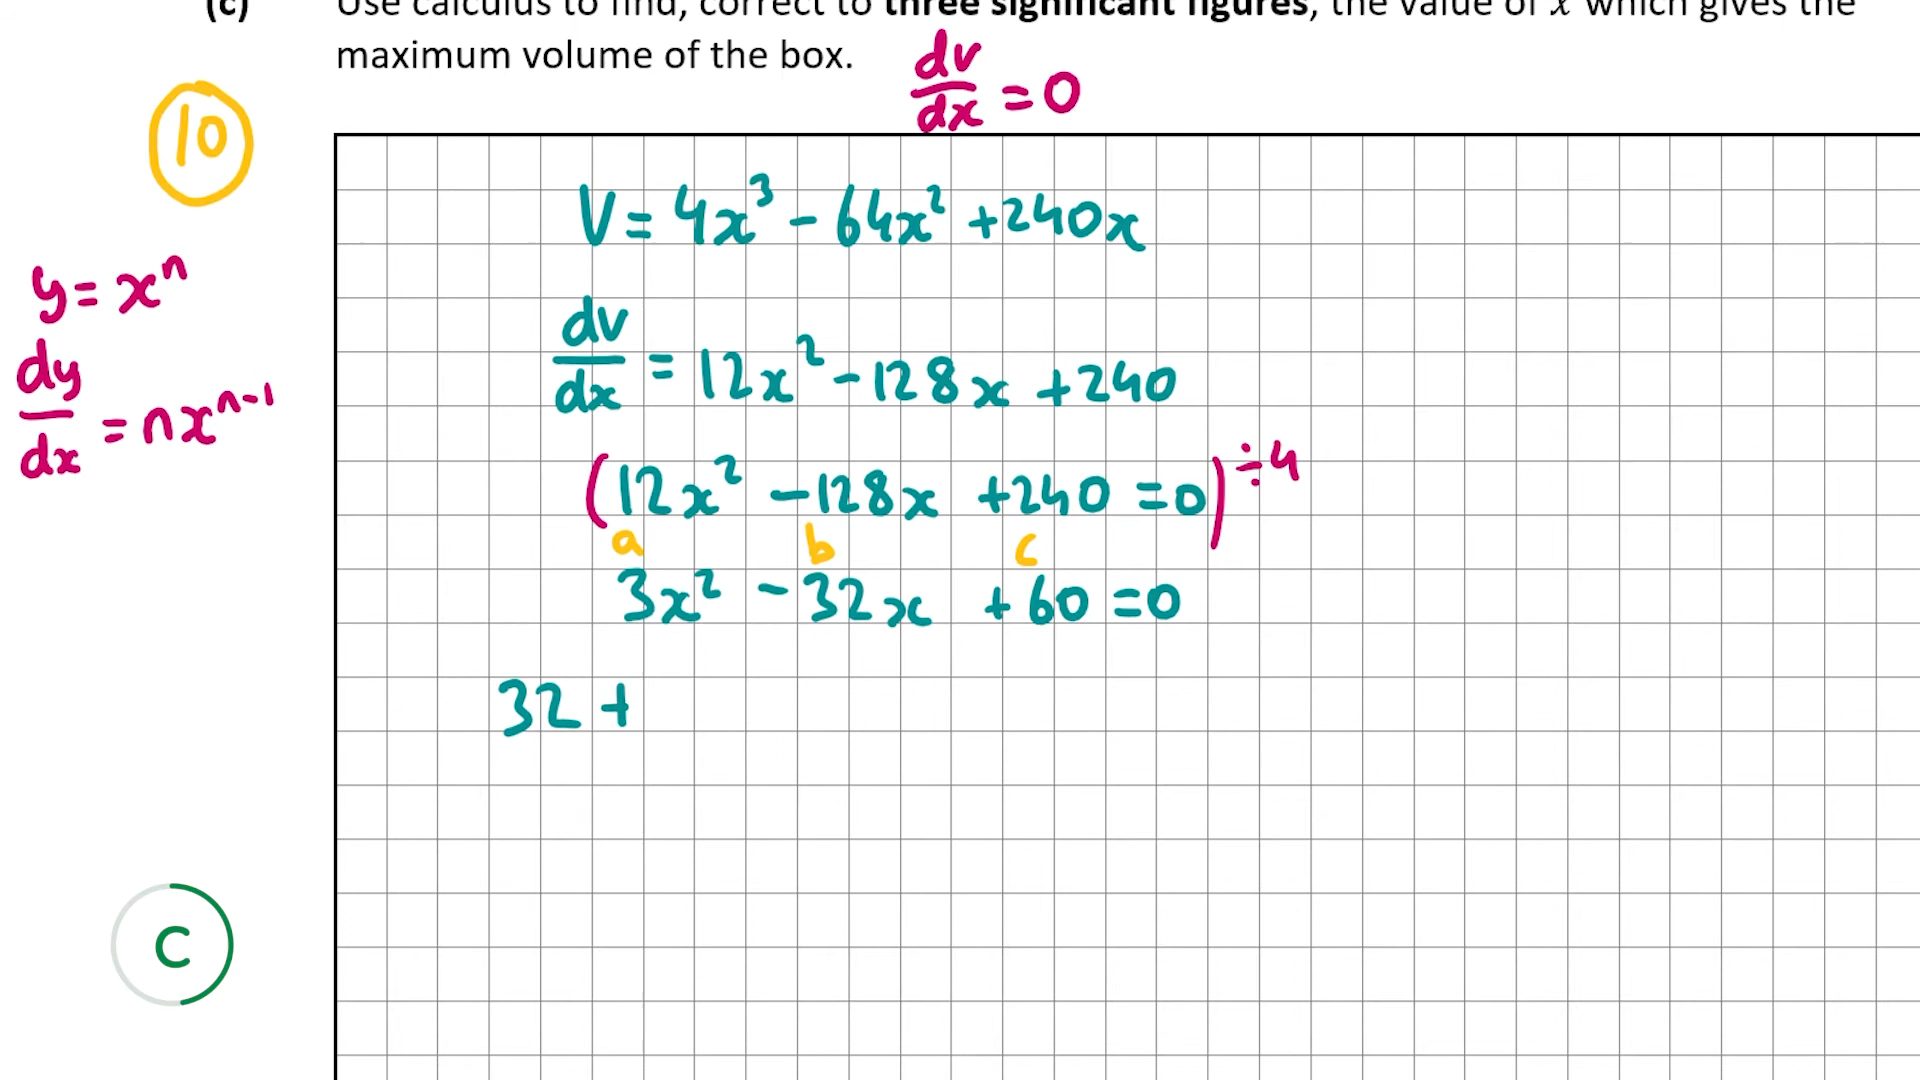 (c) Use calculus to find, correct to three significant figures, the value of x which gives the
maximum volume of the box.
dv/dx = 0
10
V = 4x³ - 64x² + 240x
y = xⁿ
dy/dx = nxⁿ⁻¹
dv/dx = 12x² - 128x + 240
(12x² - 128x + 240 = 0) ÷4
a b c
3x² - 32x + 60 = 0
32 +
C